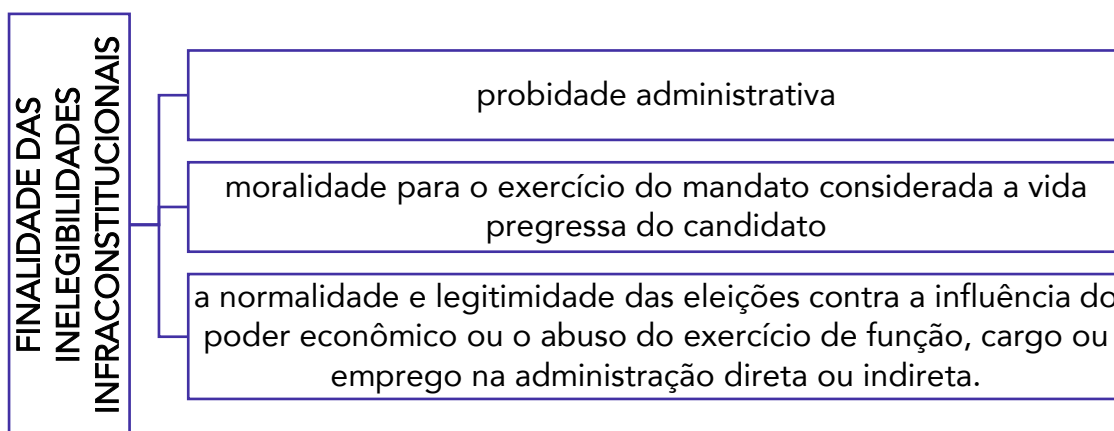 FINALIDADE DAS
INELEGIBILIDADES
INFRACONSTITUCIONAIS
probidade administrativa
moralidade para o exercício do mandato considerada a vida
pregressa do candidato
a normalidade e legitimidade das eleições contra a influência do
poder econômico ou o abuso do exercício de função, cargo ou
emprego na administração direta ou indireta.